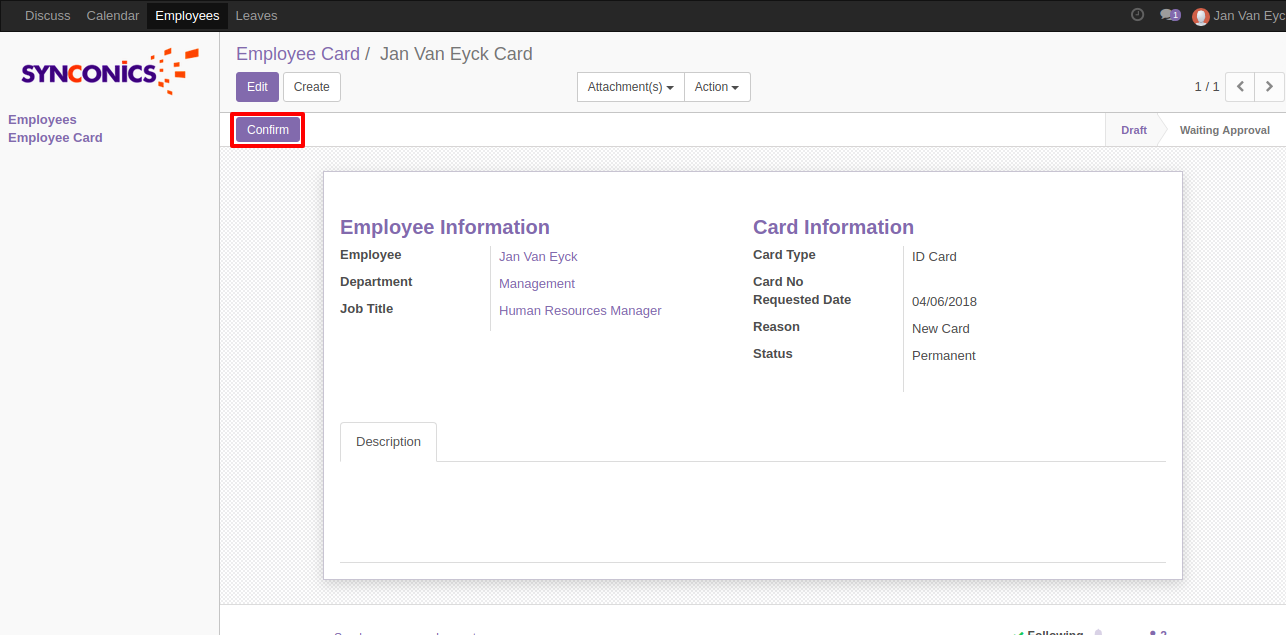 Discuss Calendar Employees Leaves 1 Jan Van Eyc
SYNCONICS
Employees
Employee Card
Employee Card / Jan Van Eyck Card
Edit Create Attachment(s) Action 1 / 1
Confirm Draft Waiting Approval
Employee Information
Employee Jan Van Eyck
Department Management
Job Title Human Resources Manager
Card Information
Card Type ID Card
Card No
Requested Date 04/06/2018
Reason New Card
Status Permanent
Description
Following 2